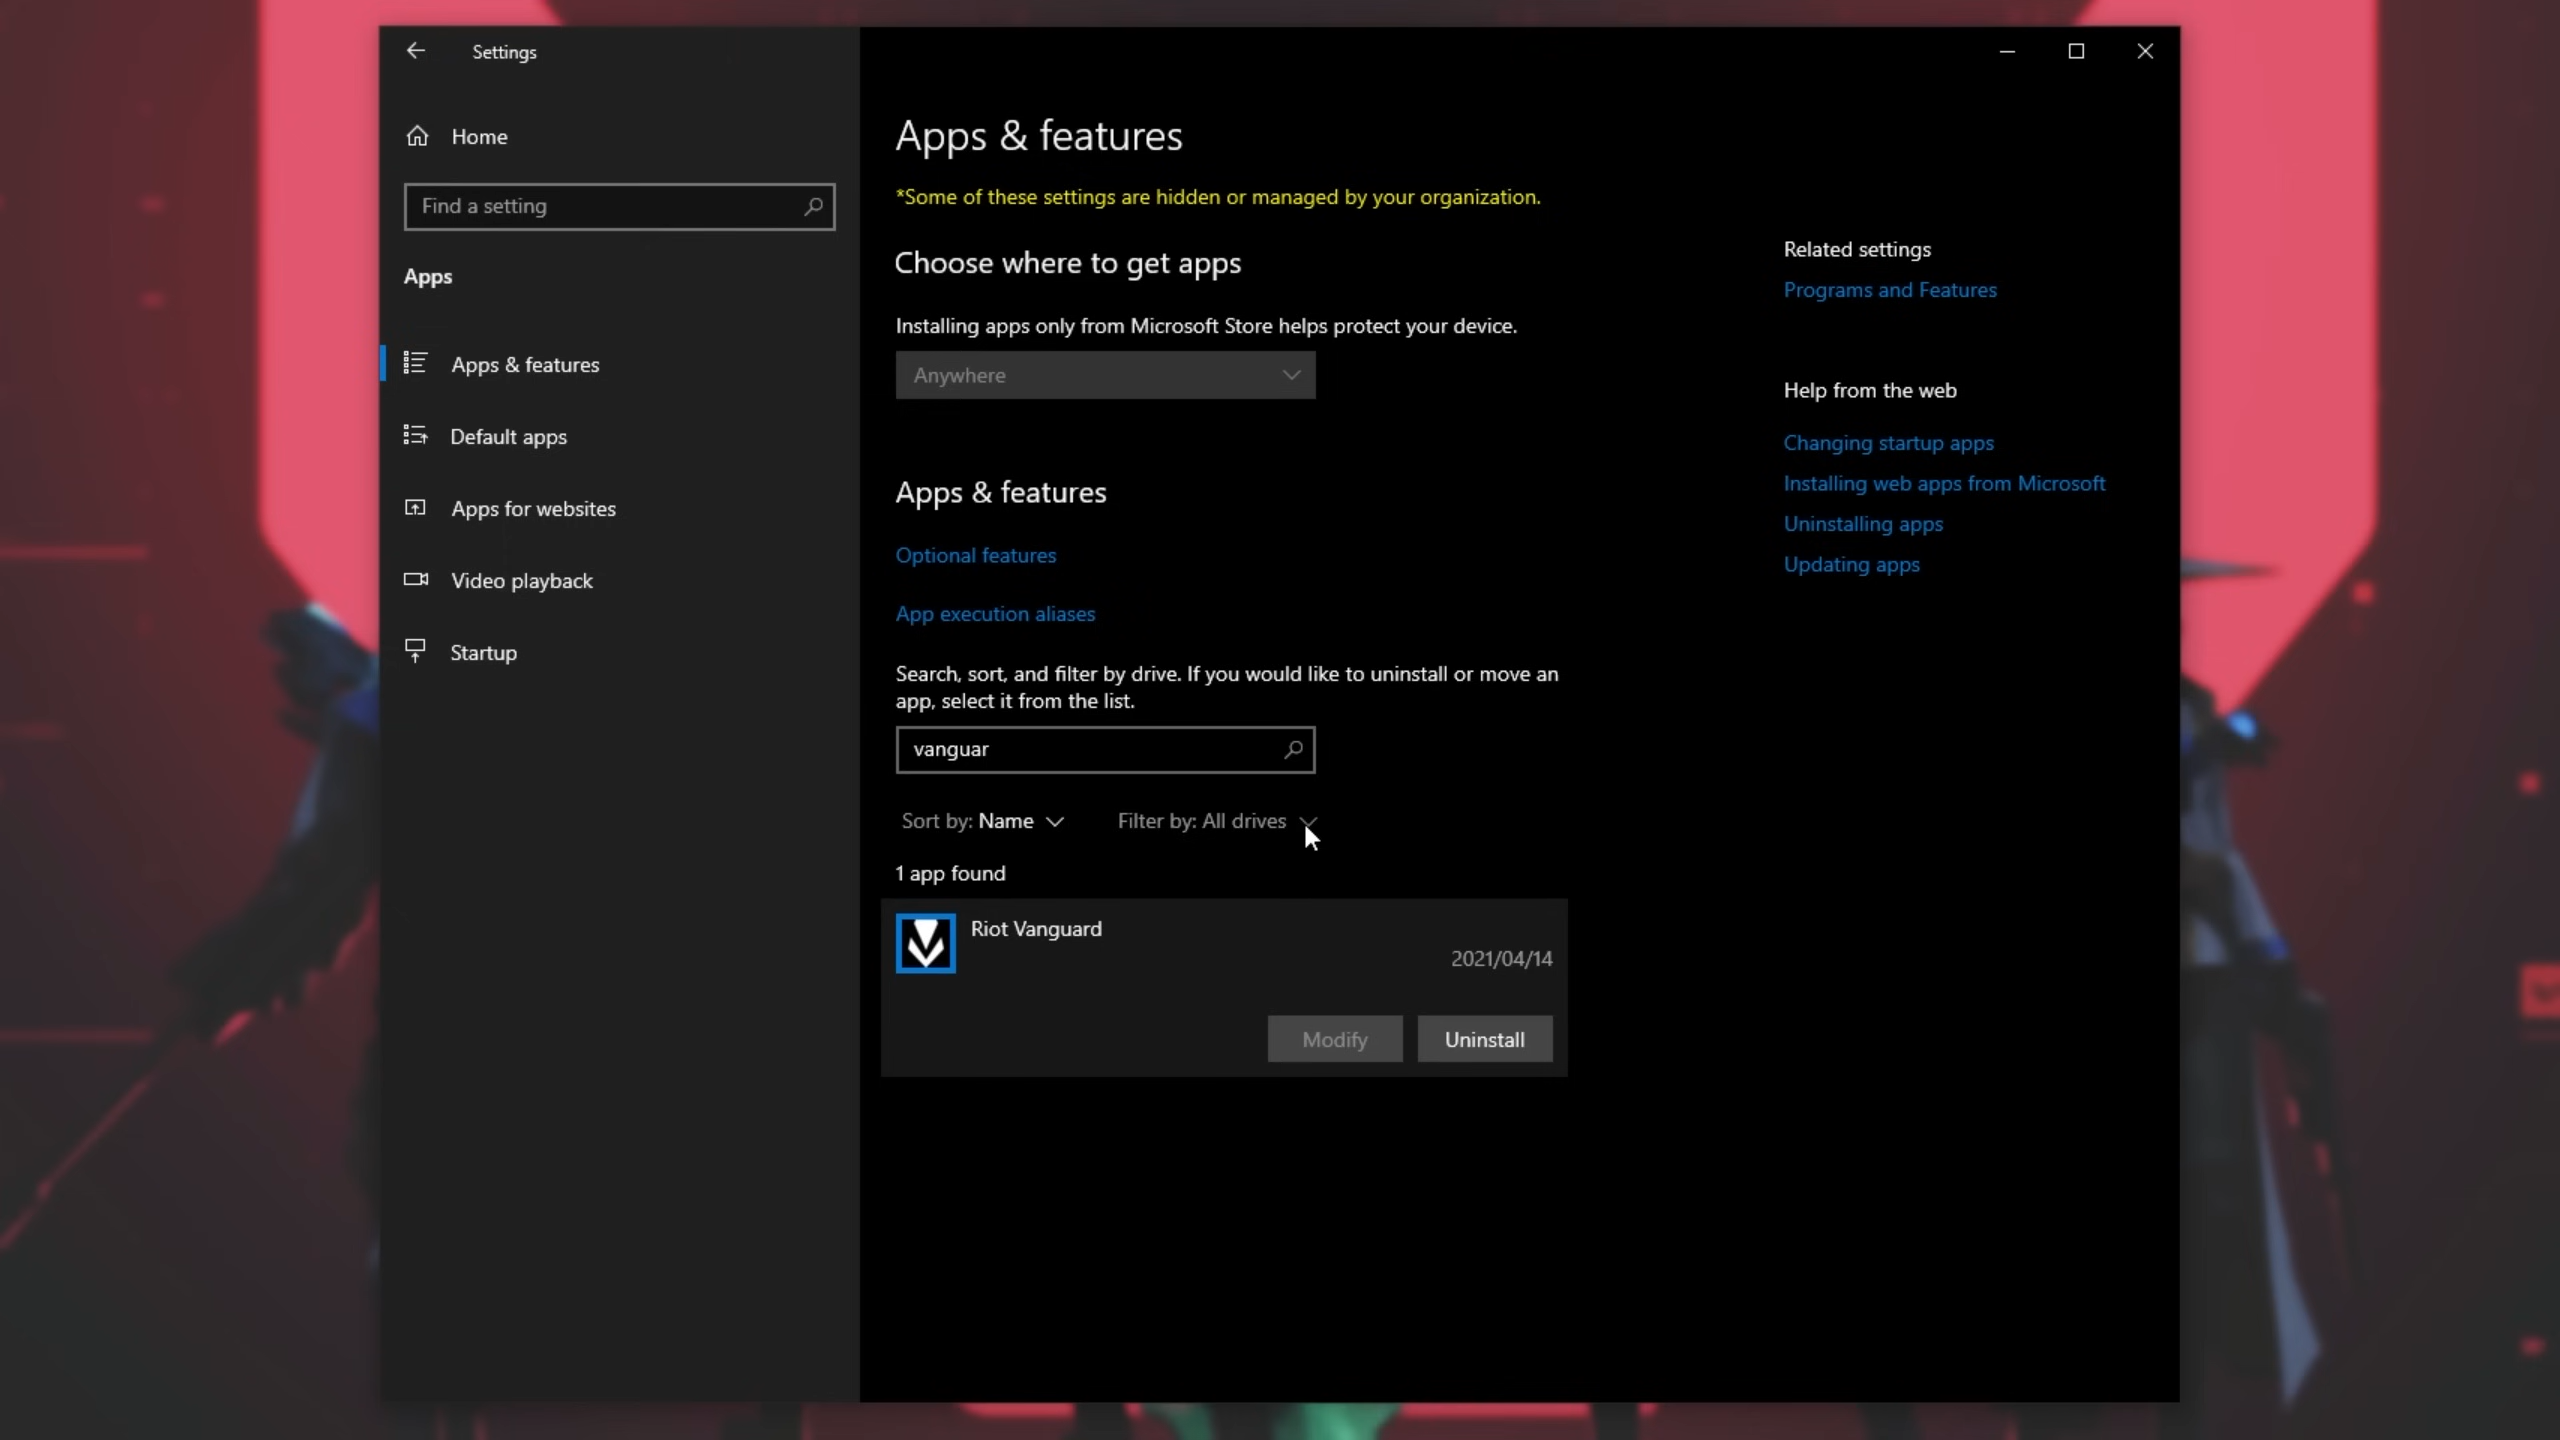 Settings
Home
Find a setting
Apps
Apps & features
Default apps
Apps for websites
Video playback
Startup
Apps & features
*Some of these settings are hidden or managed by your organization.
Choose where to get apps
Installing apps only from Microsoft Store helps protect your device.
Anywhere
Apps & features
Optional features
App execution aliases
Search, sort, and filter by drive. If you would like to uninstall or move an
app, select it from the list.
vanguar
Sort by: Name
Filter by: All drives
1 app found
Riot Vanguard
2021/04/14
Modify
Uninstall
Related settings
Programs and Features
Help from the web
Changing startup apps
Installing web apps from Microsoft
Uninstalling apps
Updating apps